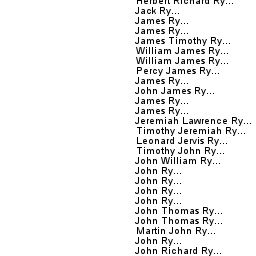 Herbert Richard Ry...
Jack Ry...
James Ry...
James Ry...
James Timothy Ry...
William James Ry...
William James Ry...
Percy James Ry...
James Ry...
John James Ry...
James Ry...
James Ry...
Jeremiah Lawrence Ry...
Timothy Jeremiah Ry...
Leonard Jervis Ry...
Timothy John Ry...
John William Ry...
John Ry...
John Ry...
John Ry...
John Ry...
John Thomas Ry...
John Thomas Ry...
Martin John Ry...
John Ry...
John Richard Ry...